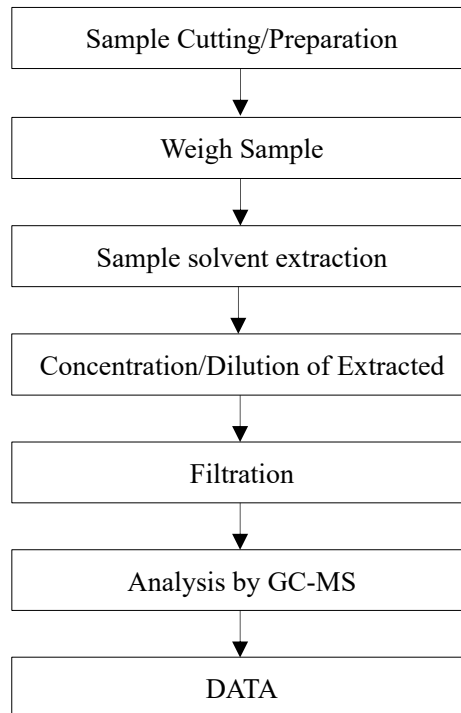 Sample Cutting/Preparation
Weigh Sample
Sample solvent extraction
Concentration/Dilution of Extracted
Filtration
Analysis by GC-MS
DATA